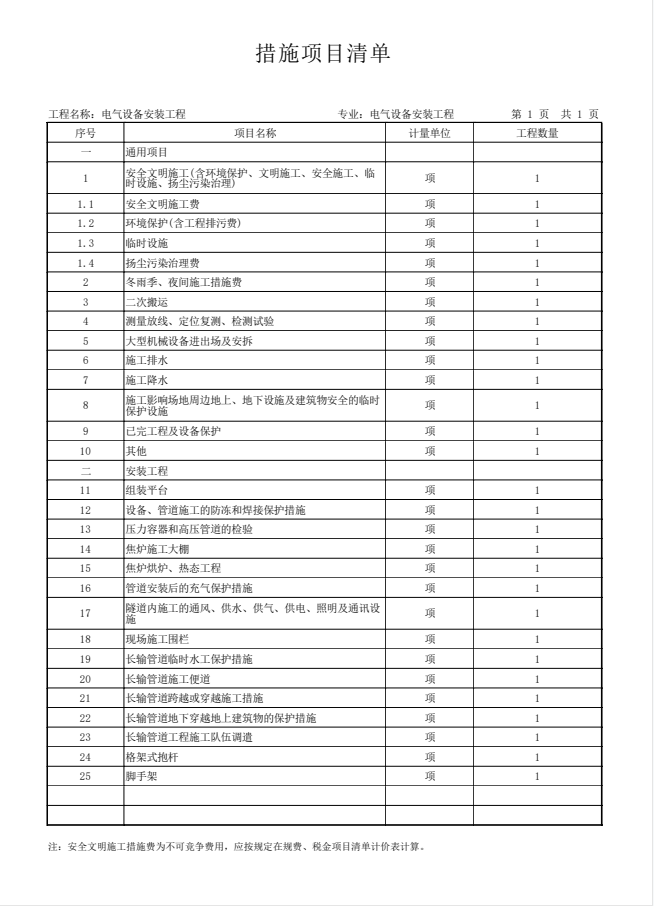 措施项目清单
工程名称：电气设备安装工程 专业：电气设备安装工程 第 1 页 共 1 页
序号 项目名称 计量单位 工程数量
一 通用项目
1 安全文明施工(含环境保护、文明施工、安全施工、临
时设施、扬尘污染治理) 项 1
1.1 安全文明施工费 项 1
1.2 环境保护(含工程排污费) 项 1
1.3 临时设施 项 1
1.4 扬尘污染治理费 项 1
2 冬雨季、夜间施工措施费 项 1
3 二次搬运 项 1
4 测量放线、定位复测、检测试验 项 1
5 大型机械设备进出场及安拆 项 1
6 施工排水 项 1
7 施工降水 项 1
8 施工影响场地周边地上、地下设施及建筑物安全的临时
保护设施 项 1
9 已完工程及设备保护 项 1
10 其他 项 1
二 安装工程
11 组装平台 项 1
12 设备、管道施工的防冻和焊接保护措施 项 1
13 压力容器和高压管道的检验 项 1
14 焦炉施工大棚 项 1
15 焦炉烘炉、热态工程 项 1
16 管道安装后的充气保护措施 项 1
17 隧道内施工的通风、供水、供气、供电、照明及通讯设
施 项 1
18 现场施工围栏 项 1
19 长输管道临时水工保护措施 项 1
20 长输管道施工便道 项 1
21 长输管道跨越或穿越施工措施 项 1
22 长输管道地下穿越地上建筑物的保护措施 项 1
23 长输管道工程施工队伍调遣 项 1
24 格架式抱杆 项 1
25 脚手架 项 1
注：安全文明施工措施费为不可竞争费用，应按规定在规费、税金项目清单计价表计算。